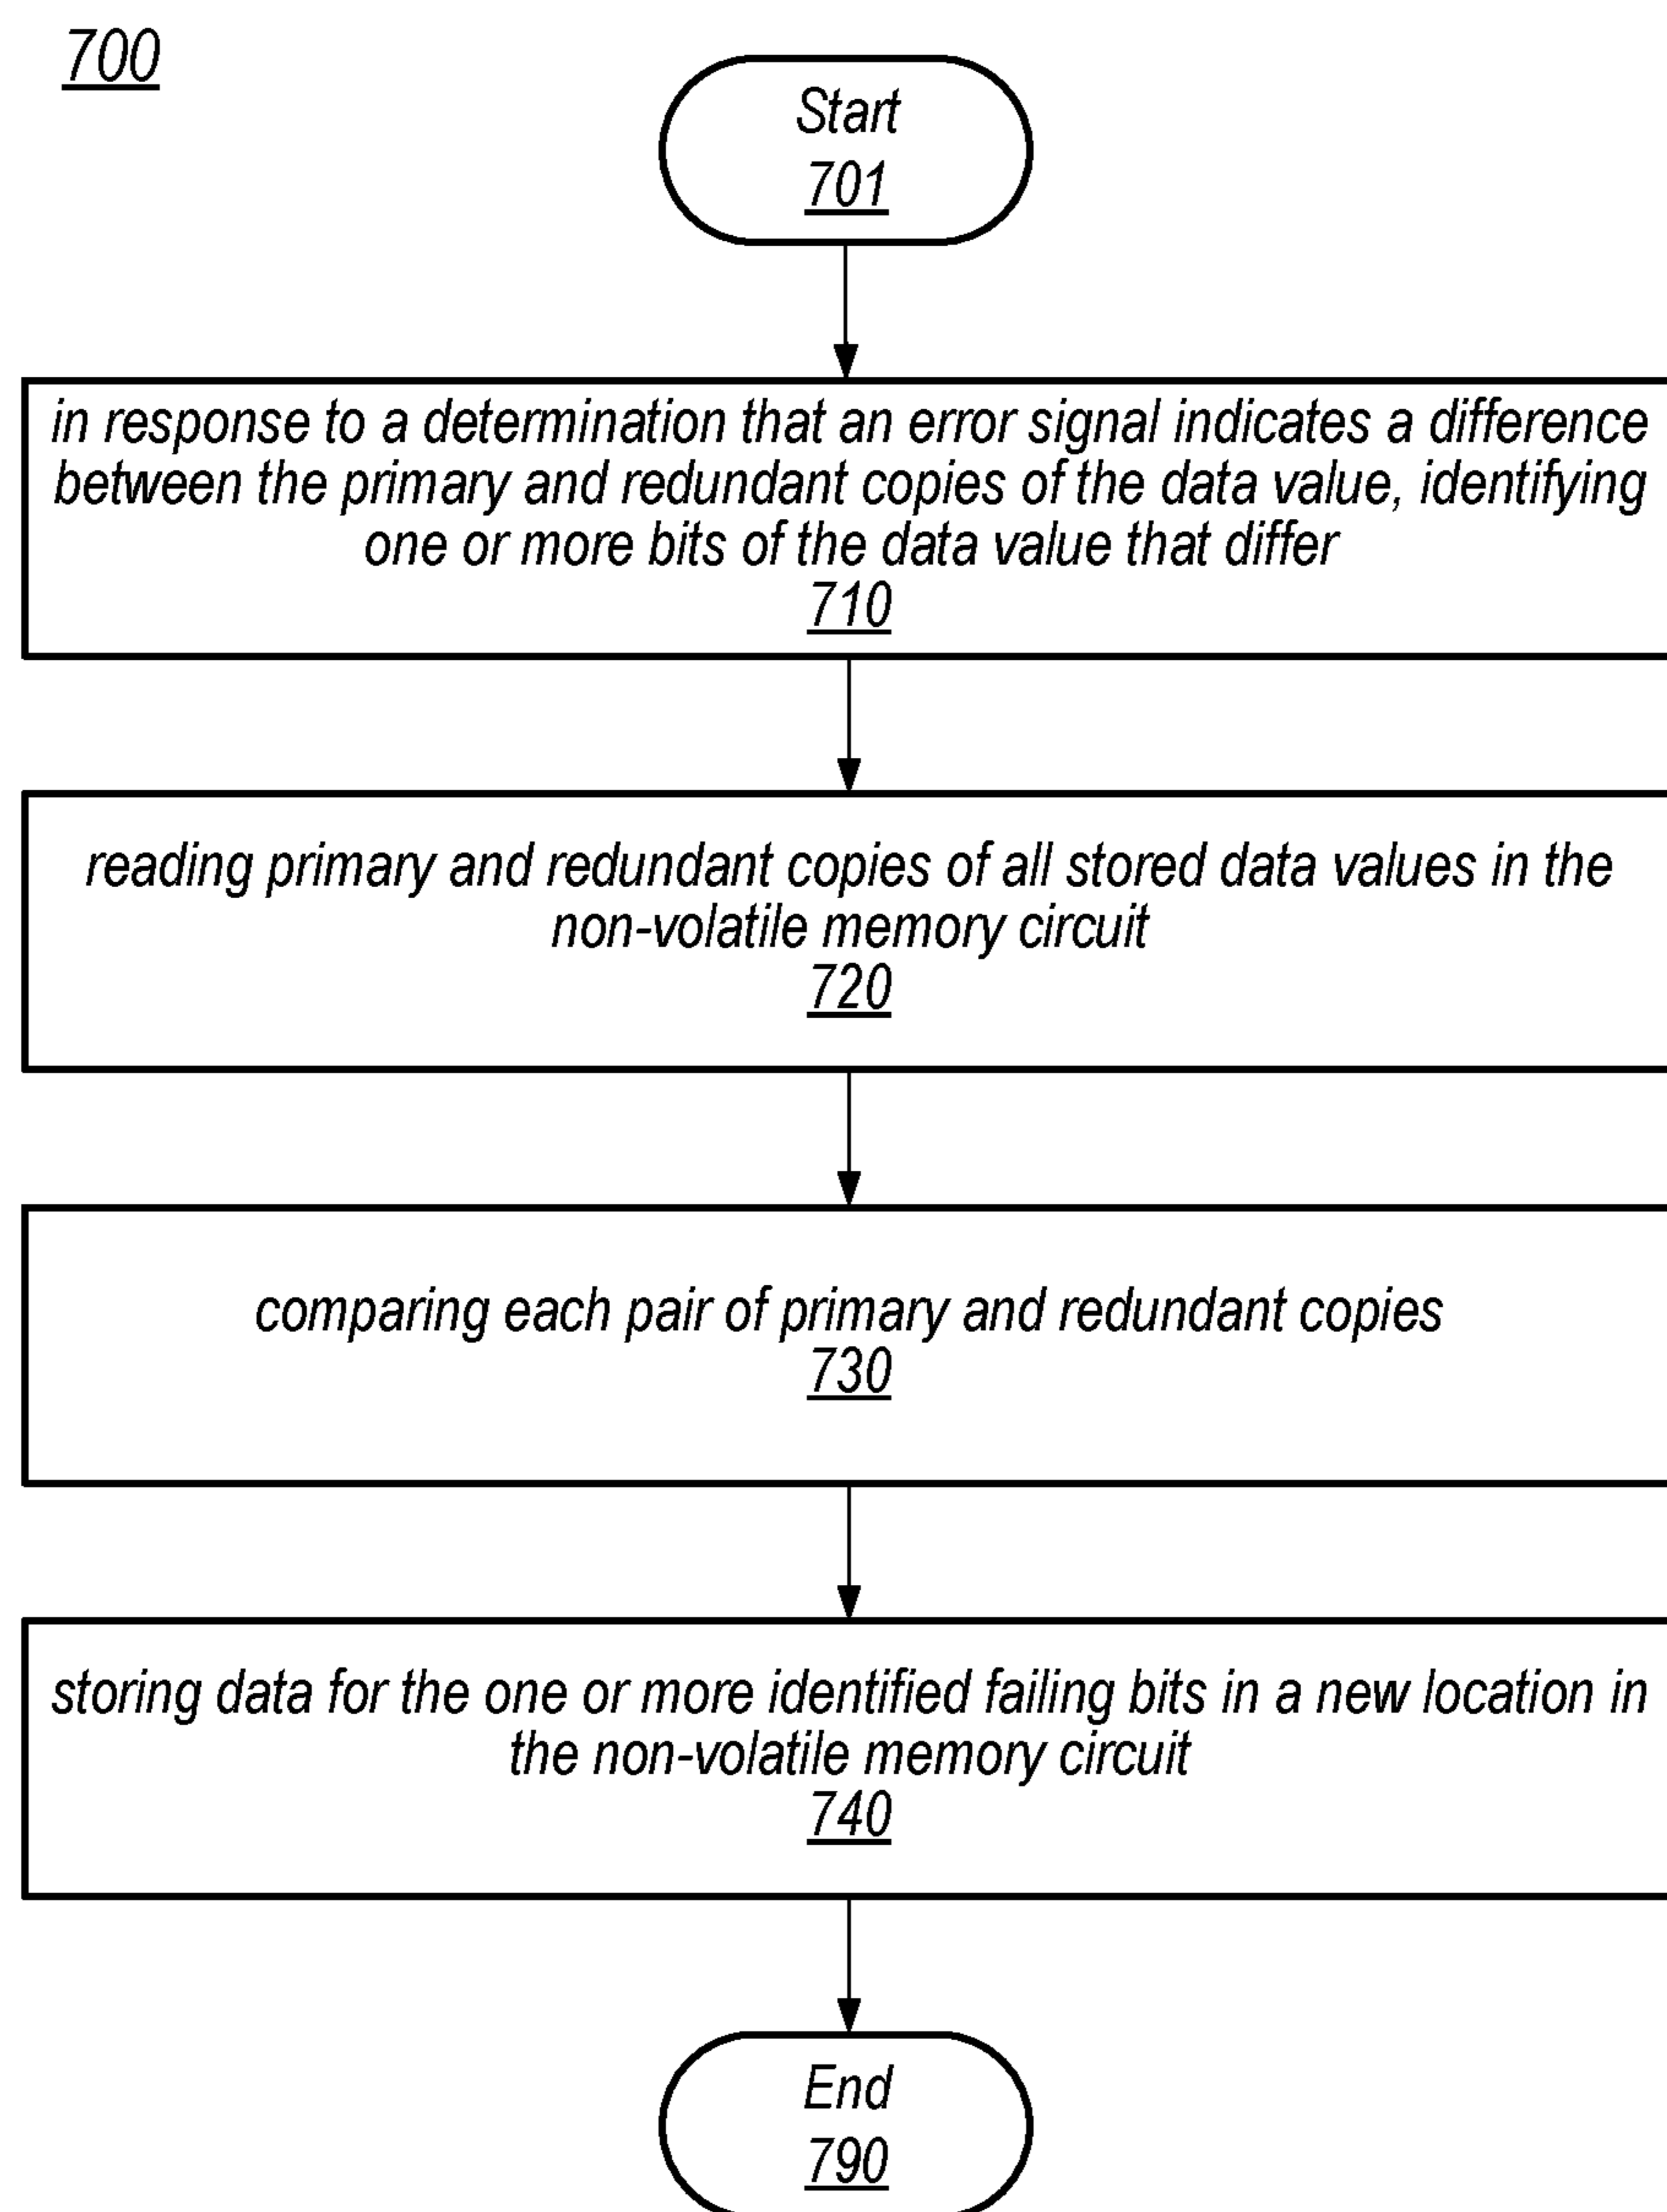 700
Start
701
in response to a determination that an error signal indicates a difference
between the primary and redundant copies of the data value, identifying
one or more bits of the data value that differ
710
reading primary and redundant copies of all stored data values in the
non-volatile memory circuit
720
comparing each pair of primary and redundant copies
730
storing data for the one or more identified failing bits in a new location in
the non-volatile memory circuit
740
End
790